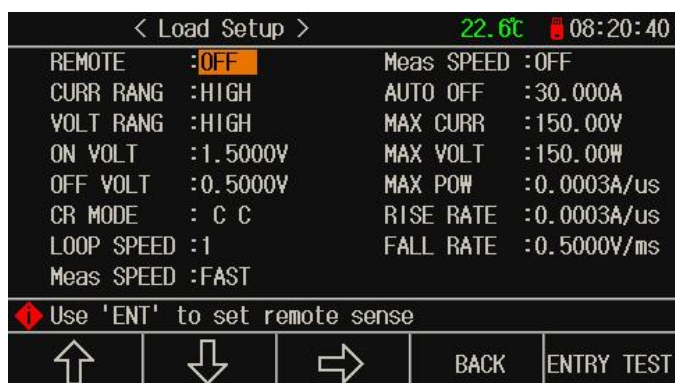 < Load Setup > 22.6℃ 08:20:40
REMOTE :OFF Meas SPEED :OFF
CURR RANG :HIGH AUTO OFF :30.000A
VOLT RANG :HIGH MAX CURR :150.00V
ON VOLT :1.5000V MAX VOLT :150.00W
OFF VOLT :0.5000V MAX POW :0.0003A/us
CR MODE : C C RISE RATE :0.0003A/us
LOOP SPEED :1 FALL RATE :0.5000V/ms
Meas SPEED :FAST
Use 'ENT' to set remote sense
BACK ENTRY TEST